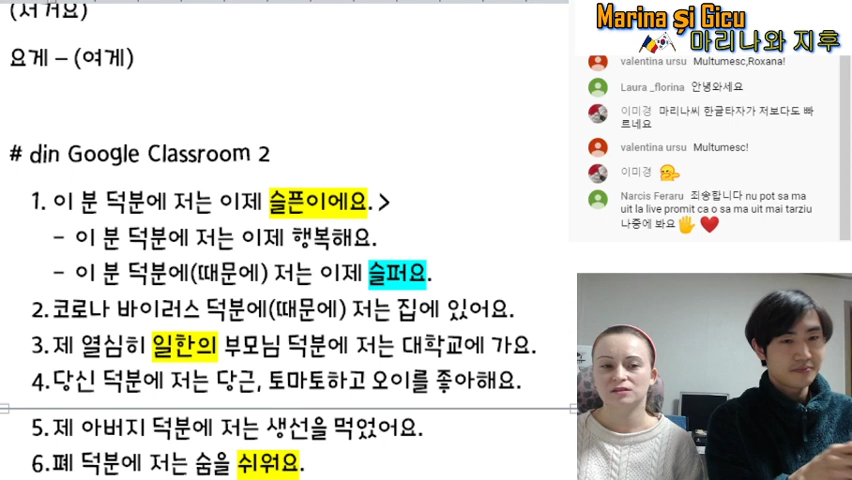 (저거요)
요게 – (여게)
# din Google Classroom 2
1. 이 분 덕분에 저는 이제 슬픈이에요. >
- 이 분 덕분에 저는 이제 행복해요.
- 이 분 덕분에(때문에) 저는 이제 슬퍼요.
2. 코로나 바이러스 덕분에(때문에) 저는 집에 있어요.
3. 제 열심히 일한의 부모님 덕분에 저는 대학교에 가요.
4. 당신 덕분에 저는 당근, 토마토하고 오이를 좋아해요.
5. 제 아버지 덕분에 저는 생선을 먹었어요.
6. 폐 덕분에 저는 숨을 쉬워요.
Marina și Gicu
마리나와 지후
valentina ursu Multumesc,Roxana!
Laura _florina 안녕와세요
이미경 마리나씨 한글타자가 저보다도 빠
르네요
valentina ursu Multumesc!
이미경
Narcis Feraru 죄송합니다 nu pot sa ma
uit la live promit ca o sa ma uit mai tarziu
나중에 봐요